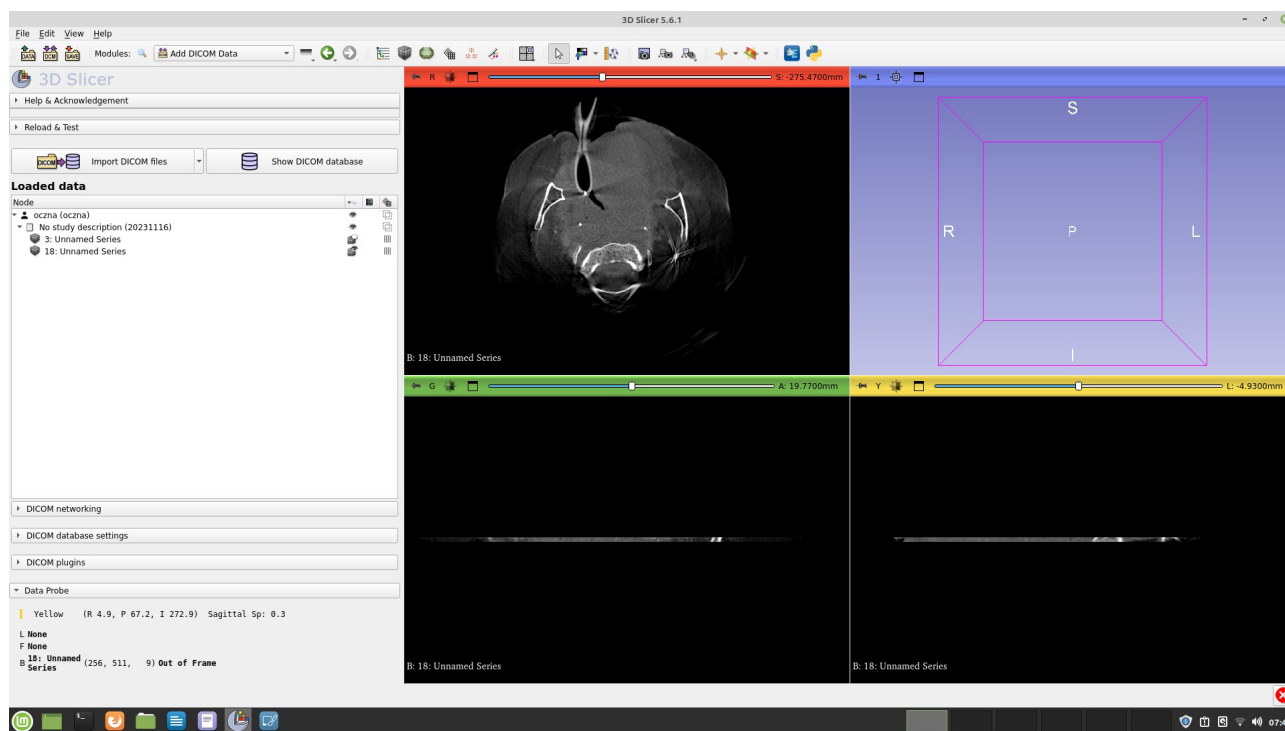 3D Slicer 5.6.1
File Edit View Help
DATA DCM SAVE Modules: Add DICOM Data
3D Slicer
Help & Acknowledgement
Reload & Test
DICOM Import DICOM files Show DICOM database
Loaded data
Node
oczna (oczna)
No study description (20231116)
3: Unnamed Series
18: Unnamed Series
DICOM networking
DICOM database settings
DICOM plugins
Data Probe
Yellow (R 4.9, P 67.2, I 272.9) Sagittal Sp: 0.3
L None
F None
B 18: Unnamed Series (256, 511, 9) Out of Frame
R S: -275.4700mm
B: 18: Unnamed Series
1
S
R P L
I
G A: 19.7700mm
B: 18: Unnamed Series
Y L: -4.9300mm
B: 18: Unnamed Series